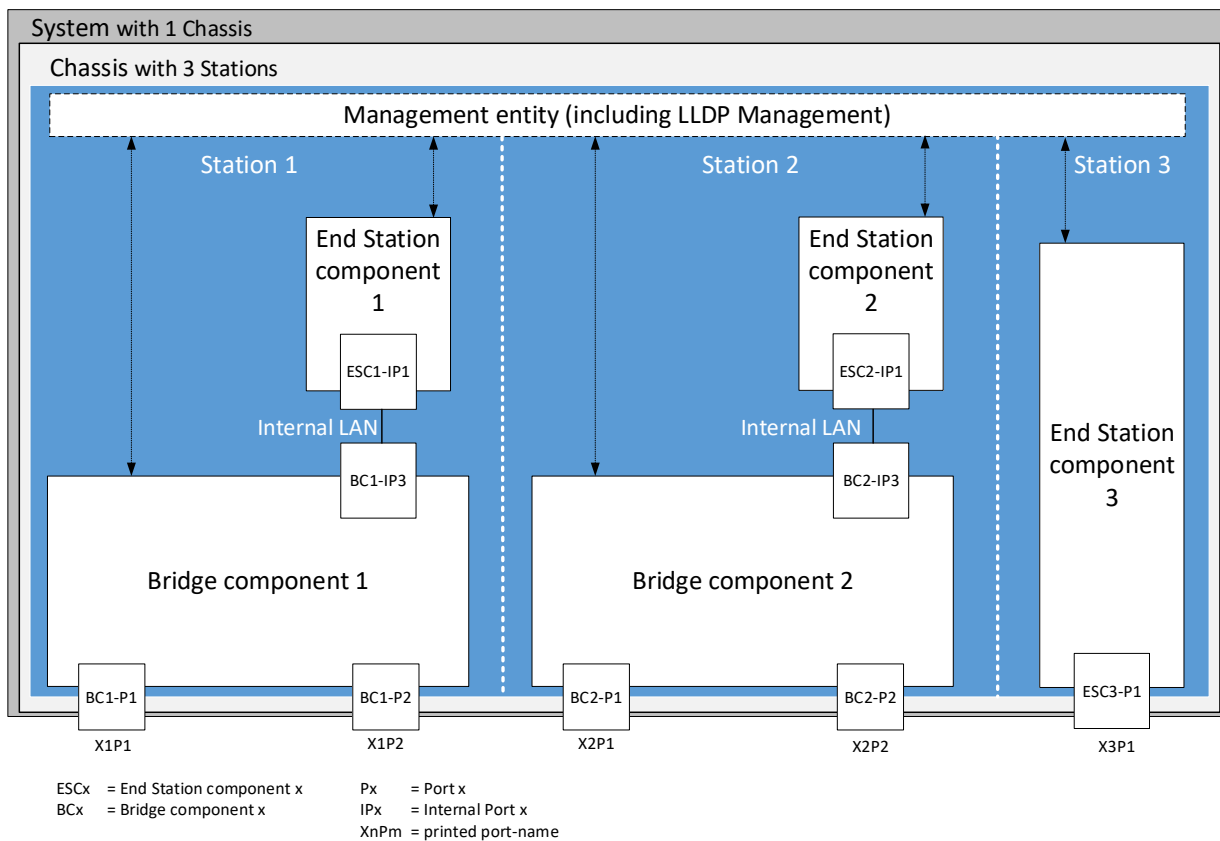 System with 1 Chassis
Chassis with 3 Stations
Management entity (including LLDP Management)
Station 1
Station 2
Station 3
End Station
component
1
End Station
component
2
ESC1-IP1
ESC2-IP1
Internal LAN
Internal LAN
End Station
component
3
BC1-IP3
BC2-IP3
Bridge component 1
Bridge component 2
BC1-P1
BC1-P2
BC2-P1
BC2-P2
ESC3-P1
X1P1
X1P2
X2P1
X2P2
X3P1
ESCx = End Station component x
BCx = Bridge component x
Px = Port x
IPx = Internal Port x
XnPm = printed port-name